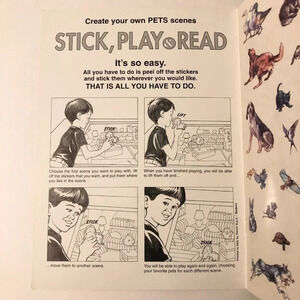 Create your own PETS scenes
STICK, PLAY & READ
It's so easy.
All you have to do is peel off the stickers
and stick them wherever you would like.
THAT IS ALL YOU HAVE TO DO.
STICK
LIFT
Choose the first scene you want to play with, lift
off the stickers that you want, and put them where
you like in the scene.
When you have finished playing, you will be able
to lift them off and...
STICK
STICK
... move them to another scene.
You will be able to play again and again, choosing
your favorite pets for each different scene.